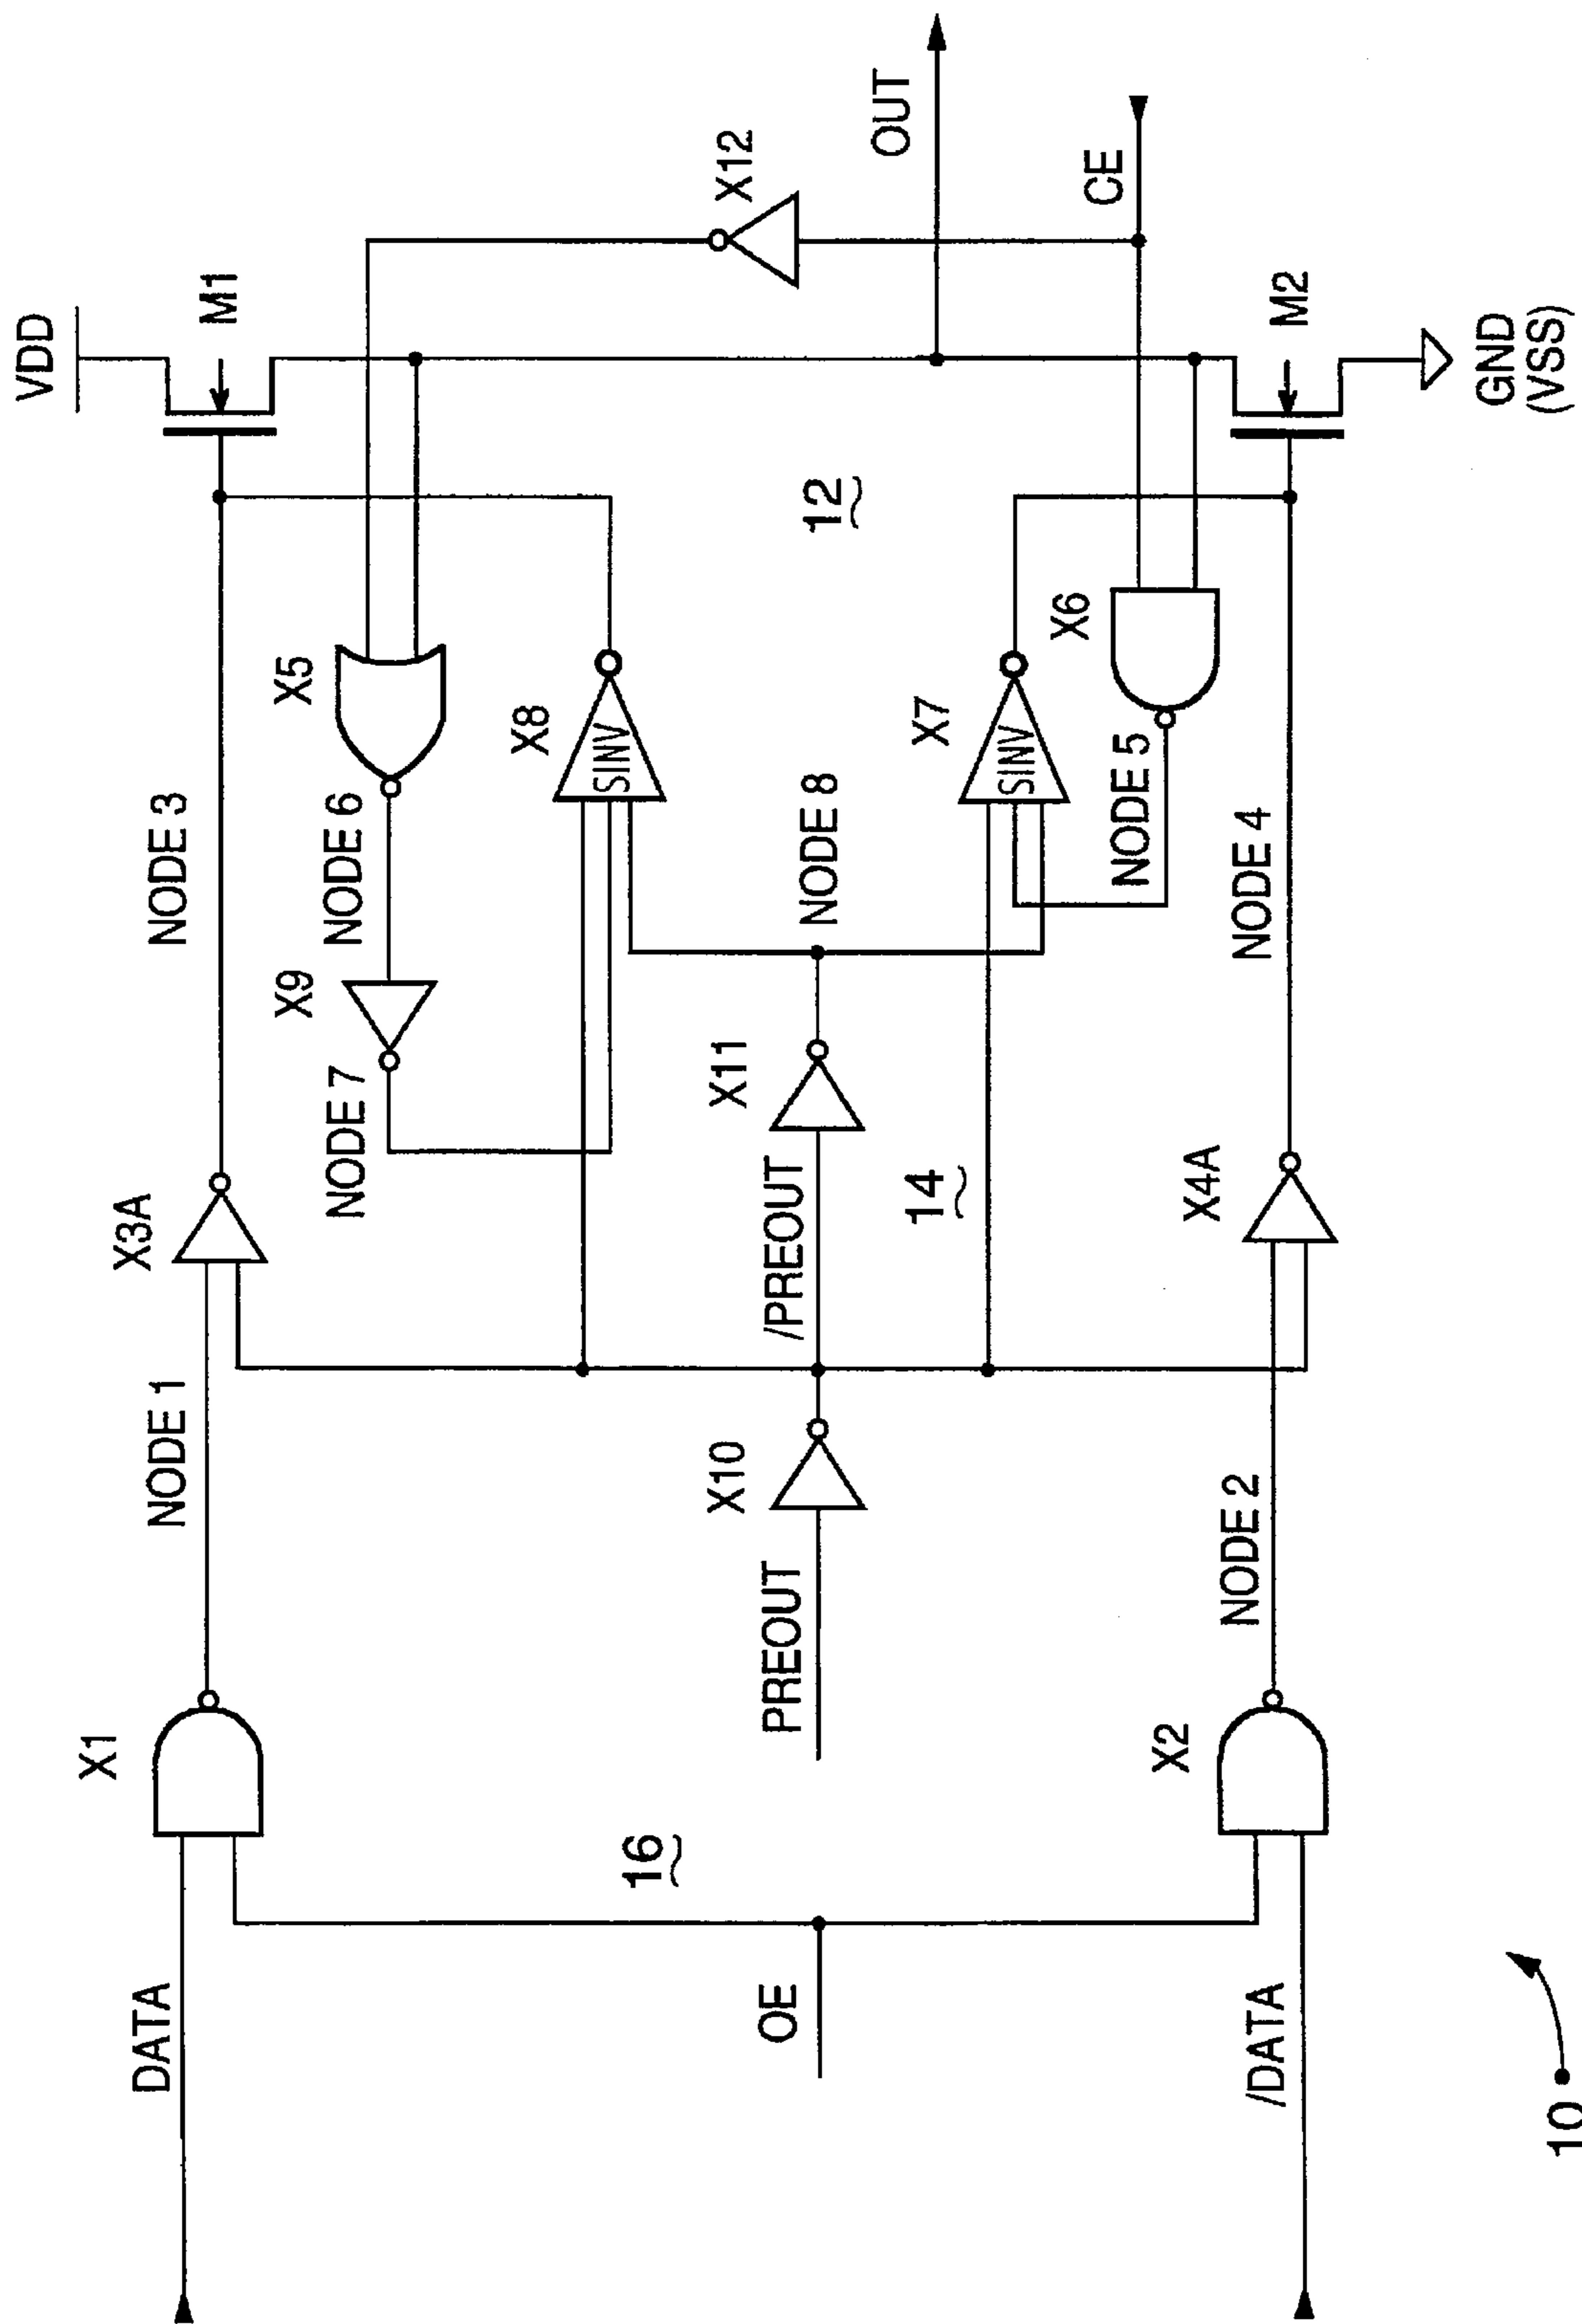 VDD
M1
X12
OUT
CE
M2
GND
(VSS)
12
X5
X8
SINV
X7
SINV
X6
NODE 3
NODE 6
NODE 8
NODE 5
NODE 4
X9
NODE 7
X11
X3A
/PREOUT
14
X4A
NODE 1
X10
PREOUT
NODE 2
X1
X2
16
DATA
OE
/DATA
10